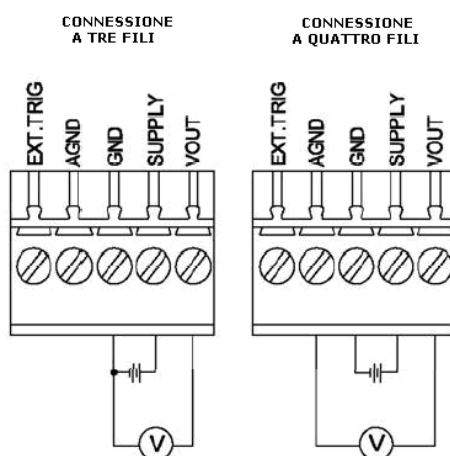 CONNESSIONE
A TRE FILI
EXT.TRIG
AGND
GND
SUPPLY
VOUT
V
CONNESSIONE
A QUATTRO FILI
EXT.TRIG
AGND
GND
SUPPLY
VOUT
V